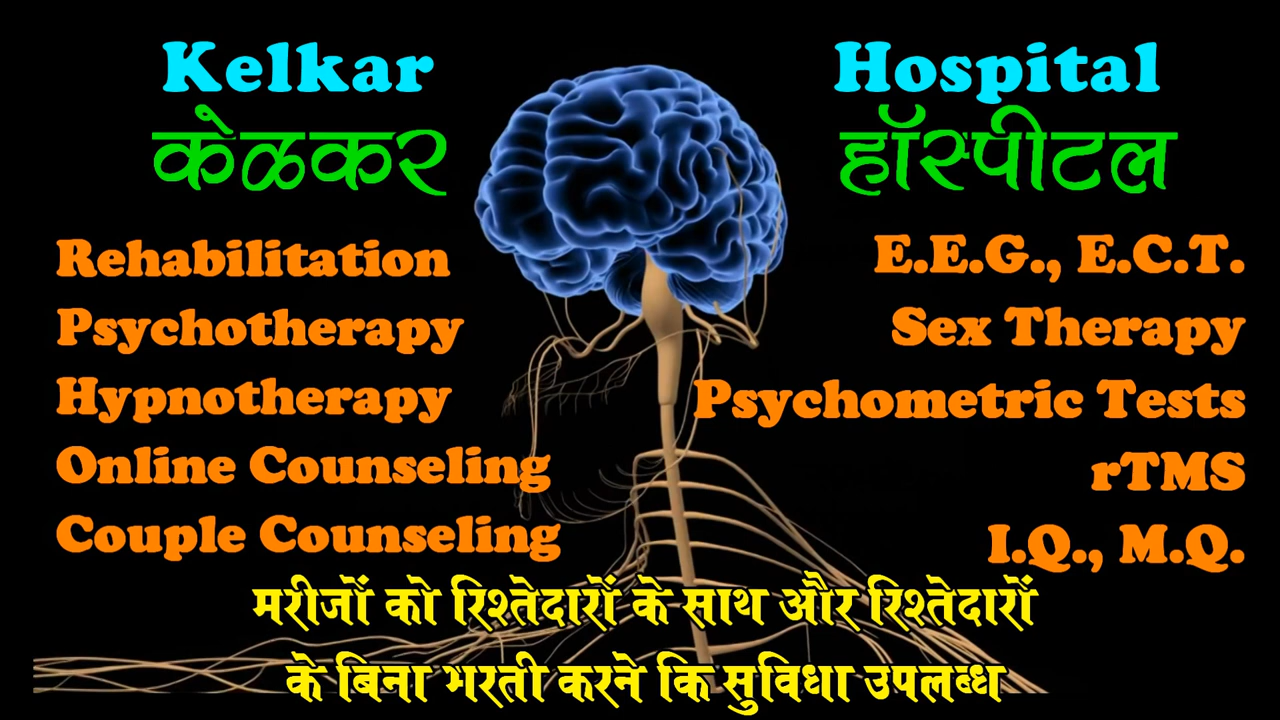 Kelkar Hospital
केळकर हॉस्पीटल
Rehabilitation
Psychotherapy
Hypnotherapy
Online Counseling
Couple Counseling
E.E.G., E.C.T.
Sex Therapy
Psychometric Tests
rTMS
I.Q., M.Q.
मरीजों को रिश्तेदारों के साथ और रिश्तेदारों
के बिना भरती करने कि सुविधा उपलब्ध